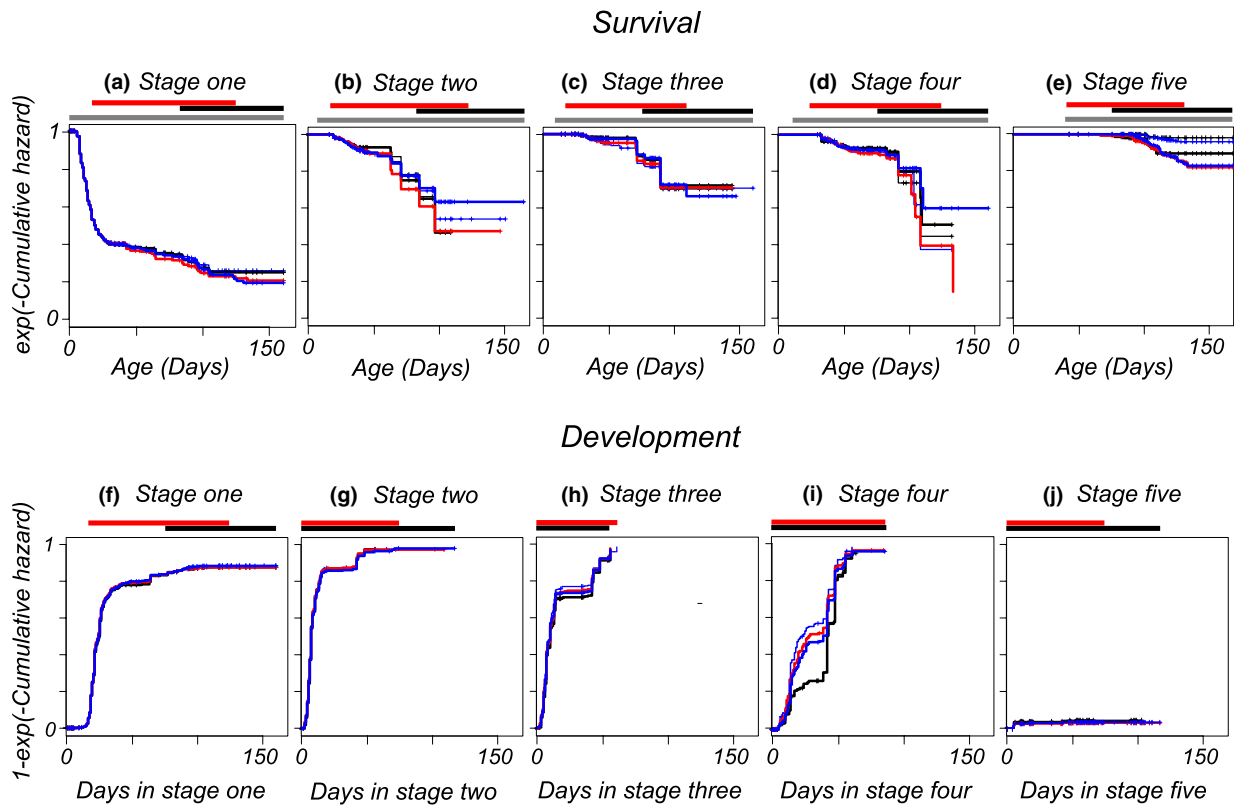 Survival
(a) Stage one
(b) Stage two
(c) Stage three
(d) Stage four
(e) Stage five
exp(-Cumulative hazard)
1
0
0 150
0 150
0 150
0 150
0 150
Age (Days)
Age (Days)
Age (Days)
Age (Days)
Age (Days)
Development
(f) Stage one
(g) Stage two
(h) Stage three
(i) Stage four
(j) Stage five
1-exp(-Cumulative hazard)
1
0
0 150
0 150
0 150
0 150
0 150
Days in stage one
Days in stage two
Days in stage three
Days in stage four
Days in stage five